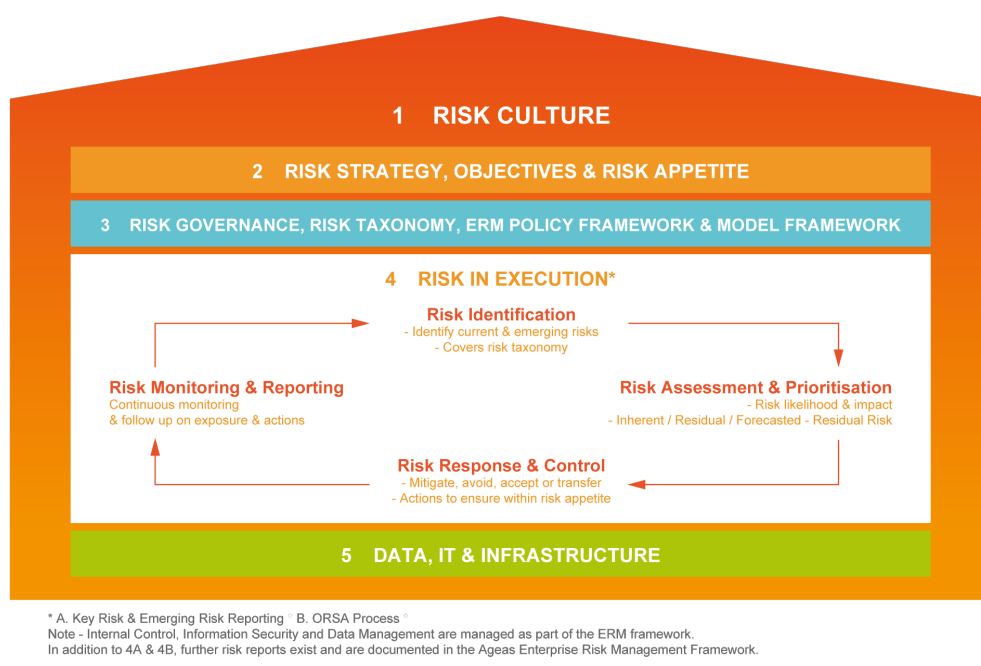 1 RISK CULTURE
2 RISK STRATEGY, OBJECTIVES & RISK APPETITE
3 RISK GOVERNANCE, RISK TAXONOMY, ERM POLICY FRAMEWORK & MODEL FRAMEWORK
4 RISK IN EXECUTION*
Risk Identification
- Identify current & emerging risks
- Covers risk taxonomy
Risk Assessment & Prioritisation
- Risk likelihood & impact
- Inherent / Residual / Forecasted - Residual Risk
Risk Response & Control
- Mitigate, avoid, accept or transfer
- Actions to ensure within risk appetite
Risk Monitoring & Reporting
Continuous monitoring
& follow up on exposure & actions
5 DATA, IT & INFRASTRUCTURE
* A. Key Risk & Emerging Risk Reporting ° B. ORSA Process °
Note - Internal Control, Information Security and Data Management are managed as part of the ERM framework.
In addition to 4A & 4B, further risk reports exist and are documented in the Ageas Enterprise Risk Management Framework.